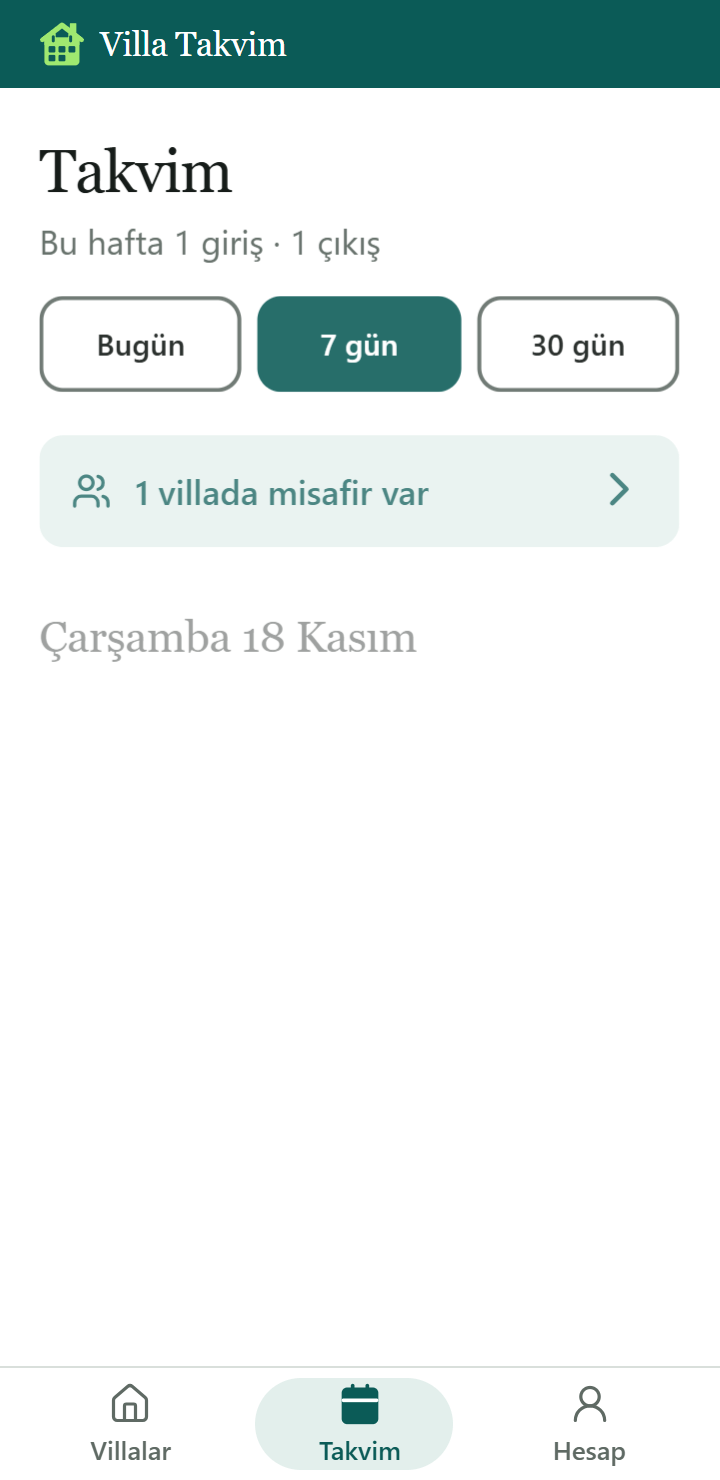 Villa Takvim
Takvim
Bu hafta 1 giriş · 1 çıkış
Bugün
7 gün
30 gün
1 villada misafir var
Çarşamba 18 Kasım
Villalar
Takvim
Hesap